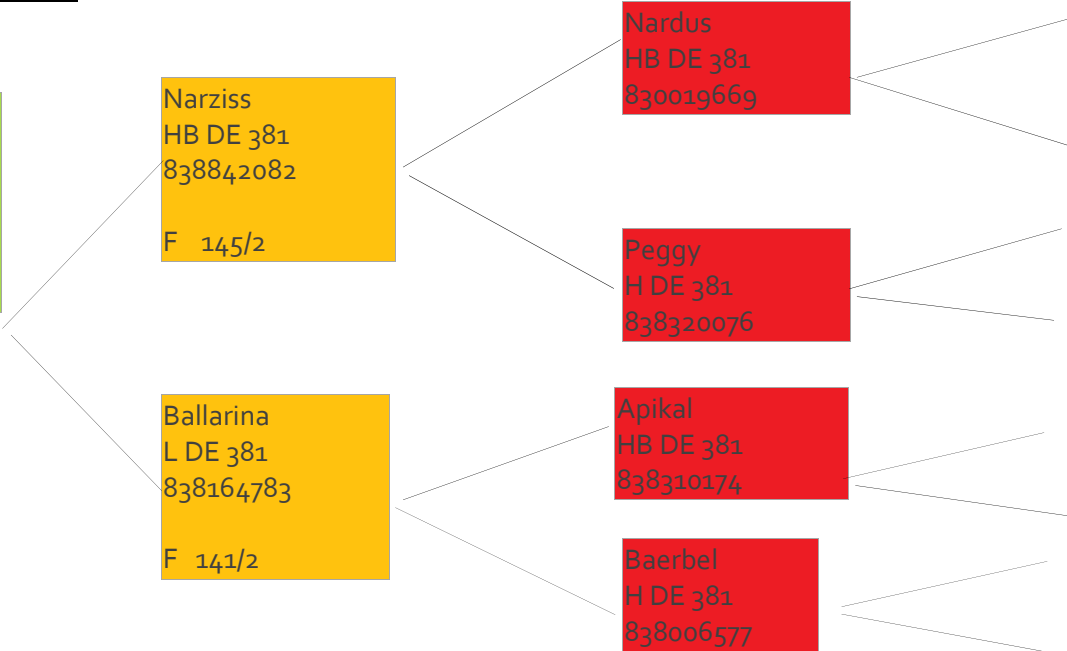 Narziss
HB DE 381
838842082
F 145/2
Ballarina
L DE 381
838164783
F 141/2
Nardus
HB DE 381
830019669
Peggy
H DE 381
838320076
Apikal
HB DE 381
838310174
Baerbel
H DE 381
838006577